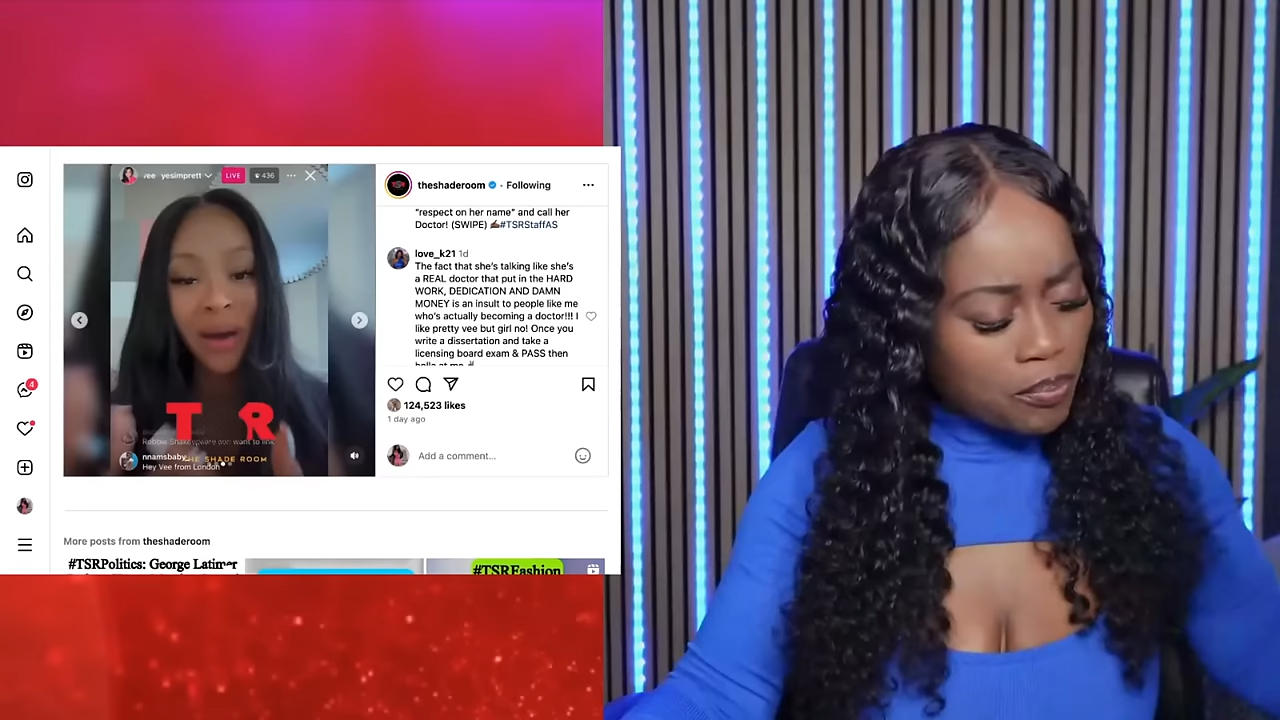 vee yesimprett
LIVE
436
theshaderoom
• Following
"respect on her name" and call her
Doctor! (SWIPE) ✍🏾#TSRStaffAS
love_k21 1d
The fact that she's talking like she's
a REAL doctor that put in the HARD
WORK, DEDICATION AND DAMN
MONEY is an insult to people like me
who's actually becoming a doctor!!! I
like pretty vee but girl no! Once you
write a dissertation and take a
licensing board exam & PASS then
T R
nnamsbaby
THE SHADE ROOM
Hey Vee from London
4
124,523 likes
1 day ago
Add a comment...
More posts from theshaderoom
#TSRPolitics: George Latimer
#TSRFashion